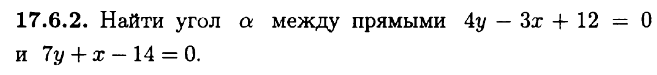 17.6.2. Найти угол α между прямыми 4y − 3x + 12 = 0
и 7y + x − 14 = 0.